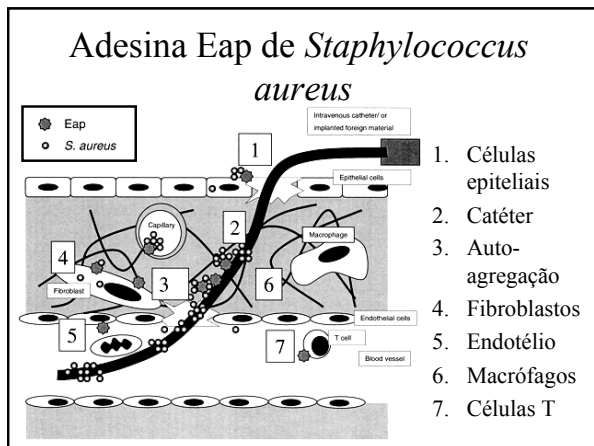 Adesina Eap de Staphylococcus
aureus
Eap
S. aureus
Intravenous catheter/ or
implanted foreign material
1
Epithelial cells
Capillary
2
Macrophage
4
3
6
Fibroblast
Endothelial cells
5
7
T cell
Blood vessel
1. Células
epiteliais
2. Catéter
3. Auto-
agregação
4. Fibroblastos
5. Endotélio
6. Macrófagos
7. Células T